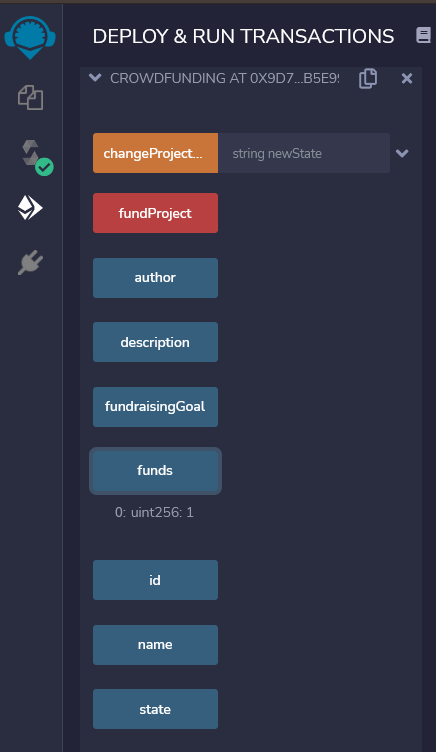 DEPLOY & RUN TRANSACTIONS
CROWDFUNDING AT 0X9D7...B5E99
changeProject... string newState
fundProject
author
description
fundraisingGoal
funds
0: uint256: 1
id
name
state